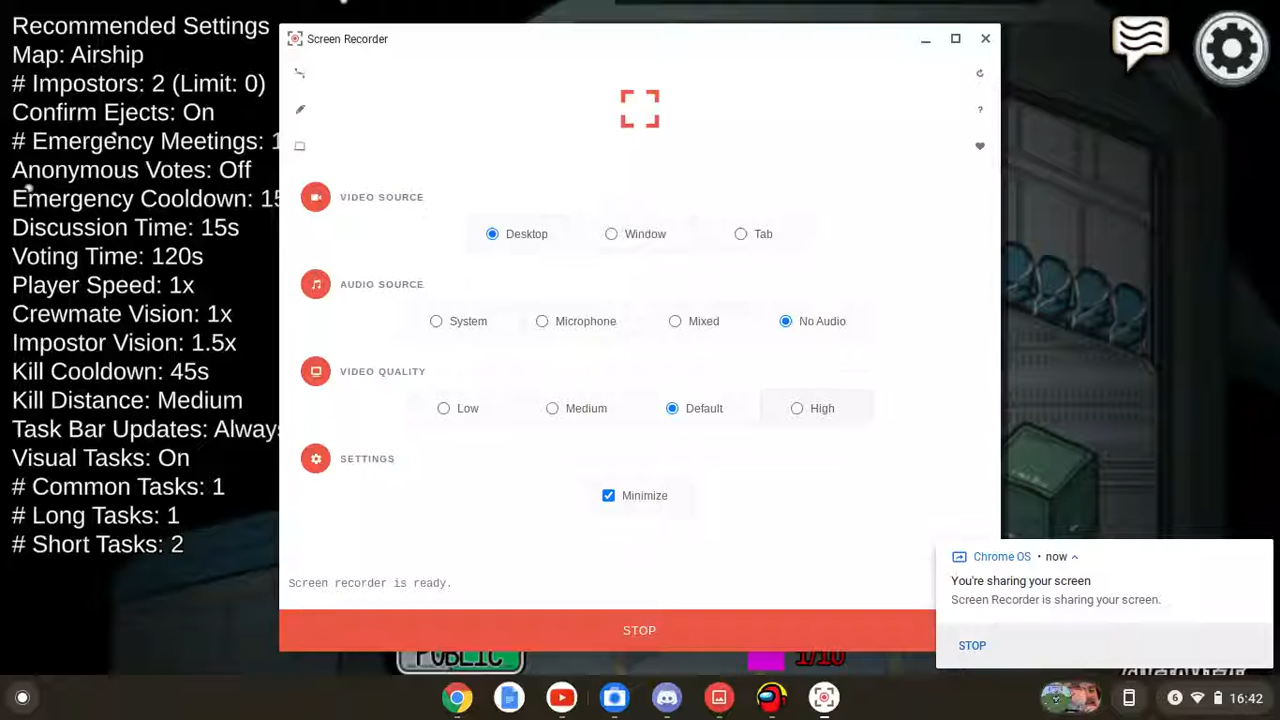 Recommended Settings
Map: Airship
# Impostors: 2 (Limit: 0)
Confirm Ejects: On
# Emergency Meetings: 1
Anonymous Votes: Off
Emergency Cooldown: 15
Discussion Time: 15s
Voting Time: 120s
Player Speed: 1x
Crewmate Vision: 1x
Impostor Vision: 1.5x
Kill Cooldown: 45s
Kill Distance: Medium
Task Bar Updates: Always
Visual Tasks: On
# Common Tasks: 1
# Long Tasks: 1
# Short Tasks: 2
Screen Recorder
?
VIDEO SOURCE
Desktop Window Tab
AUDIO SOURCE
System Microphone Mixed No Audio
VIDEO QUALITY
Low Medium Default High
SETTINGS
Minimize
Screen recorder is ready.
STOP
Chrome OS • now
You're sharing your screen
Screen Recorder is sharing your screen.
STOP
PUBLIC
1/10
6 16:42